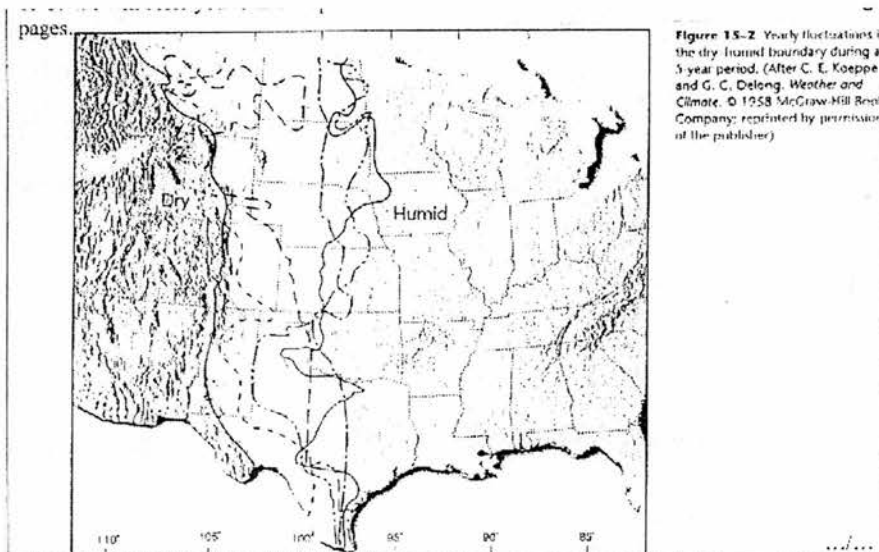 pages.
Figure 15–2 Yearly fluctuations i
the dry-humid boundary during a
5-year period. (After C. E. Koeppe
and G. C. Delong. Weather and
Climate. © 1958 McGraw-Hill Book
Company; reprinted by permission
of the publisher)
Dry
Humid
110° 105° 100° 95° 90° 85°
.../...